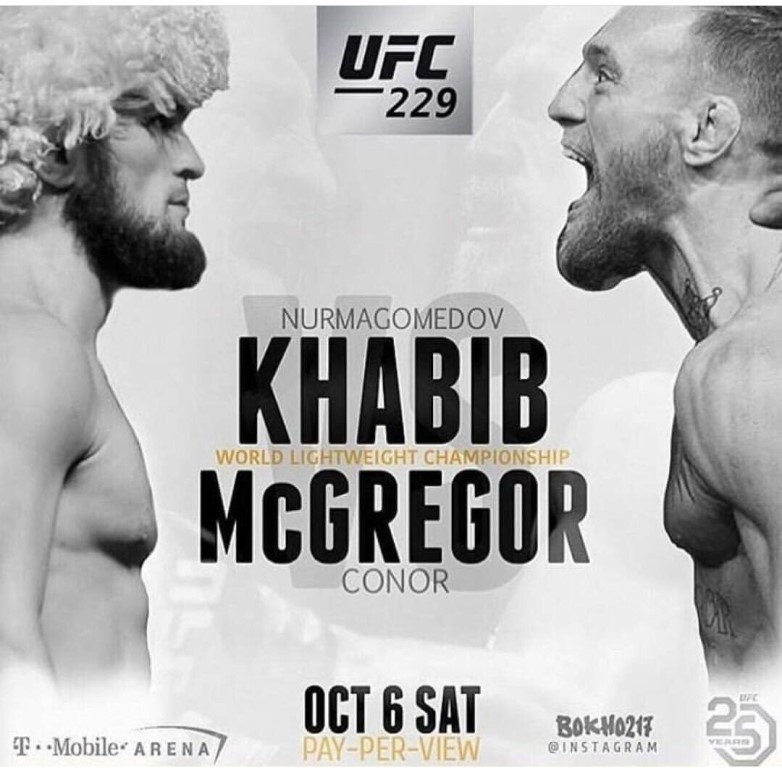 UFC
229
VS
NURMAGOMEDOV
KHABIB
WORLD LIGHTWEIGHT CHAMPIONSHIP
McGREGOR
CONOR
OCT 6 SAT
PAY-PER-VIEW
T··Mobile· ARENA
BOKHO217
@INSTAGRAM
UFC
25
YEARS